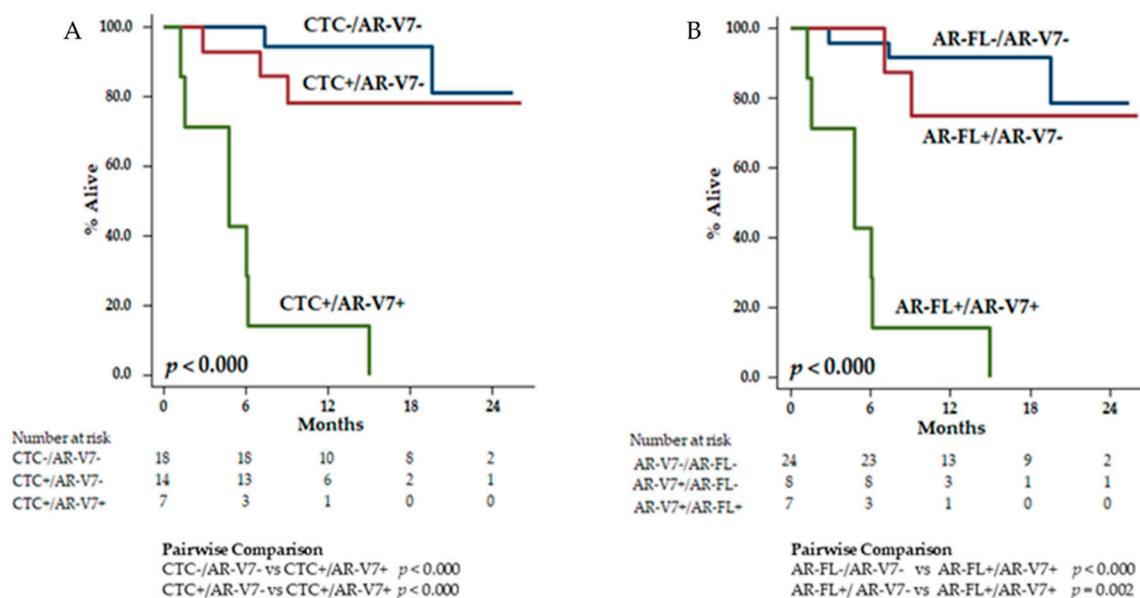 A
CTC-/AR-V7-
CTC+/AR-V7-
CTC+/AR-V7+
% Alive
100.0
80.0
60.0
40.0
20.0
0.0
p < 0.000
0 6 12 18 24
Months
Number at risk
CTC-/AR-V7- 18 18 10 8 2
CTC+/AR-V7- 14 13 6 2 1
CTC+/AR-V7+ 7 3 1 0 0
Pairwise Comparison
CTC-/AR-V7- vs CTC+/AR-V7+ p < 0.000
CTC+/AR-V7- vs CTC+/AR-V7+ p < 0.000
B
AR-FL-/AR-V7-
AR-FL+/AR-V7-
AR-FL+/AR-V7+
% Alive
100.0
80.0
60.0
40.0
20.0
0.0
p < 0.000
0 6 12 18 24
Months
Number at risk
AR-V7-/AR-FL- 24 23 13 9 2
AR-V7+/AR-FL- 8 8 3 1 1
AR-V7+/AR-FL+ 7 3 1 0 0
Pairwise Comparison
AR-FL-/AR-V7- vs AR-FL+/AR-V7+ p < 0.000
AR-FL+/ AR-V7- vs AR-FL+/AR-V7+ p = 0.002